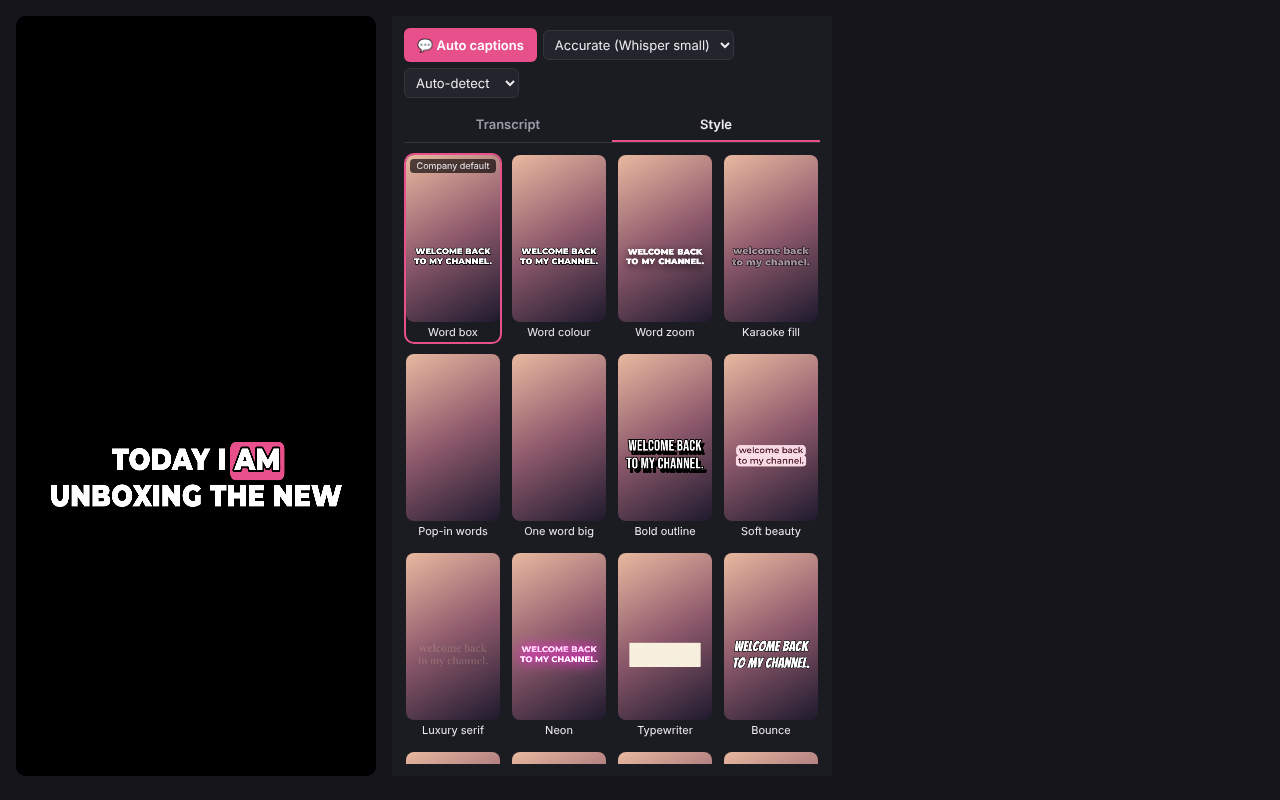 TODAY I AM
UNBOXING THE NEW
💬 Auto captions
Accurate (Whisper small)
Auto-detect
Transcript
Style
Company default
WELCOME BACK
TO MY CHANNEL.
Word box
WELCOME BACK
TO MY CHANNEL.
Word colour
WELCOME BACK
TO MY CHANNEL.
Word zoom
welcome back
to my channel.
Karaoke fill
Pop-in words
One word big
WELCOME BACK
TO MY CHANNEL.
Bold outline
welcome back
to my channel.
Soft beauty
welcome back
to my channel.
Luxury serif
WELCOME BACK
TO MY CHANNEL.
Neon
Typewriter
WELCOME BACK
TO MY CHANNEL.
Bounce